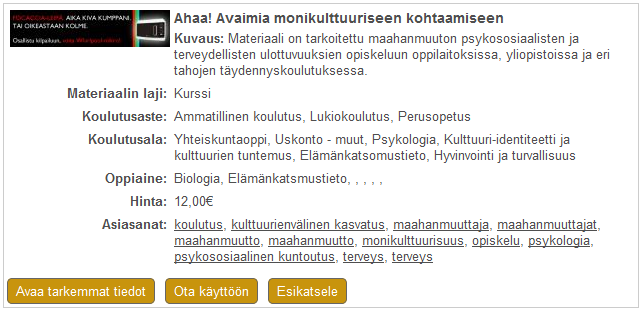 FOCACCIA-LEIPÄ, AIKA KIVA KUMPPANI.
TAI OIKEASTAAN KOLME.
Osallistu kilpailuun,
Ahaa! Avaimia monikulttuuriseen kohtaamiseen
Kuvaus: Materiaali on tarkoitettu maahanmuuton psykososiaalisten ja
terveydellisten ulottuvuuksien opiskeluun oppilaitoksissa, yliopistoissa ja eri
tahojen täydennyskoulutuksessa.
Materiaalin laji: Kurssi
Koulutusaste: Ammatillinen koulutus, Lukiokoulutus, Perusopetus
Koulutusala: Yhteiskuntaoppi, Uskonto - muut, Psykologia, Kulttuuri-identiteetti ja
kulttuurien tuntemus, Elämänkatsomustieto, Hyvinvointi ja turvallisuus
Oppiaine: Biologia, Elämänkatsmustieto, , , , ,
Hinta: 12,00€
Asiasanat: koulutus, kulttuurienvälinen kasvatus, maahanmuuttaja, maahanmuuttajat,
maahanmuutto, maahanmuutto, monikulttuurisuus, opiskelu, psykologia,
psykososiaalinen kuntoutus, terveys, terveys
Avaa tarkemmat tiedot Ota käyttöön Esikatsele